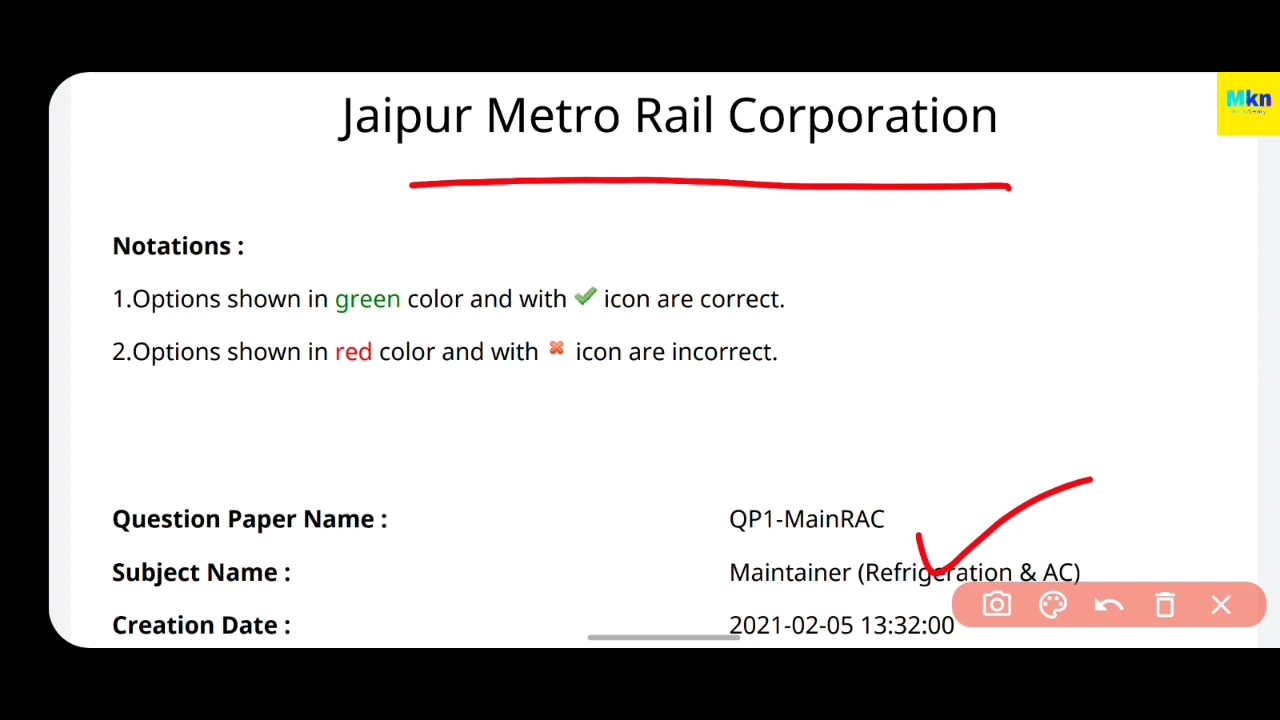 Jaipur Metro Rail Corporation
Mkn
Academy
Notations :
1.Options shown in green color and with ✔ icon are correct.
2.Options shown in red color and with ✖ icon are incorrect.
Question Paper Name : QP1-MainRAC
Subject Name : Maintainer (Refrigeration & AC)
Creation Date : 2021-02-05 13:32:00